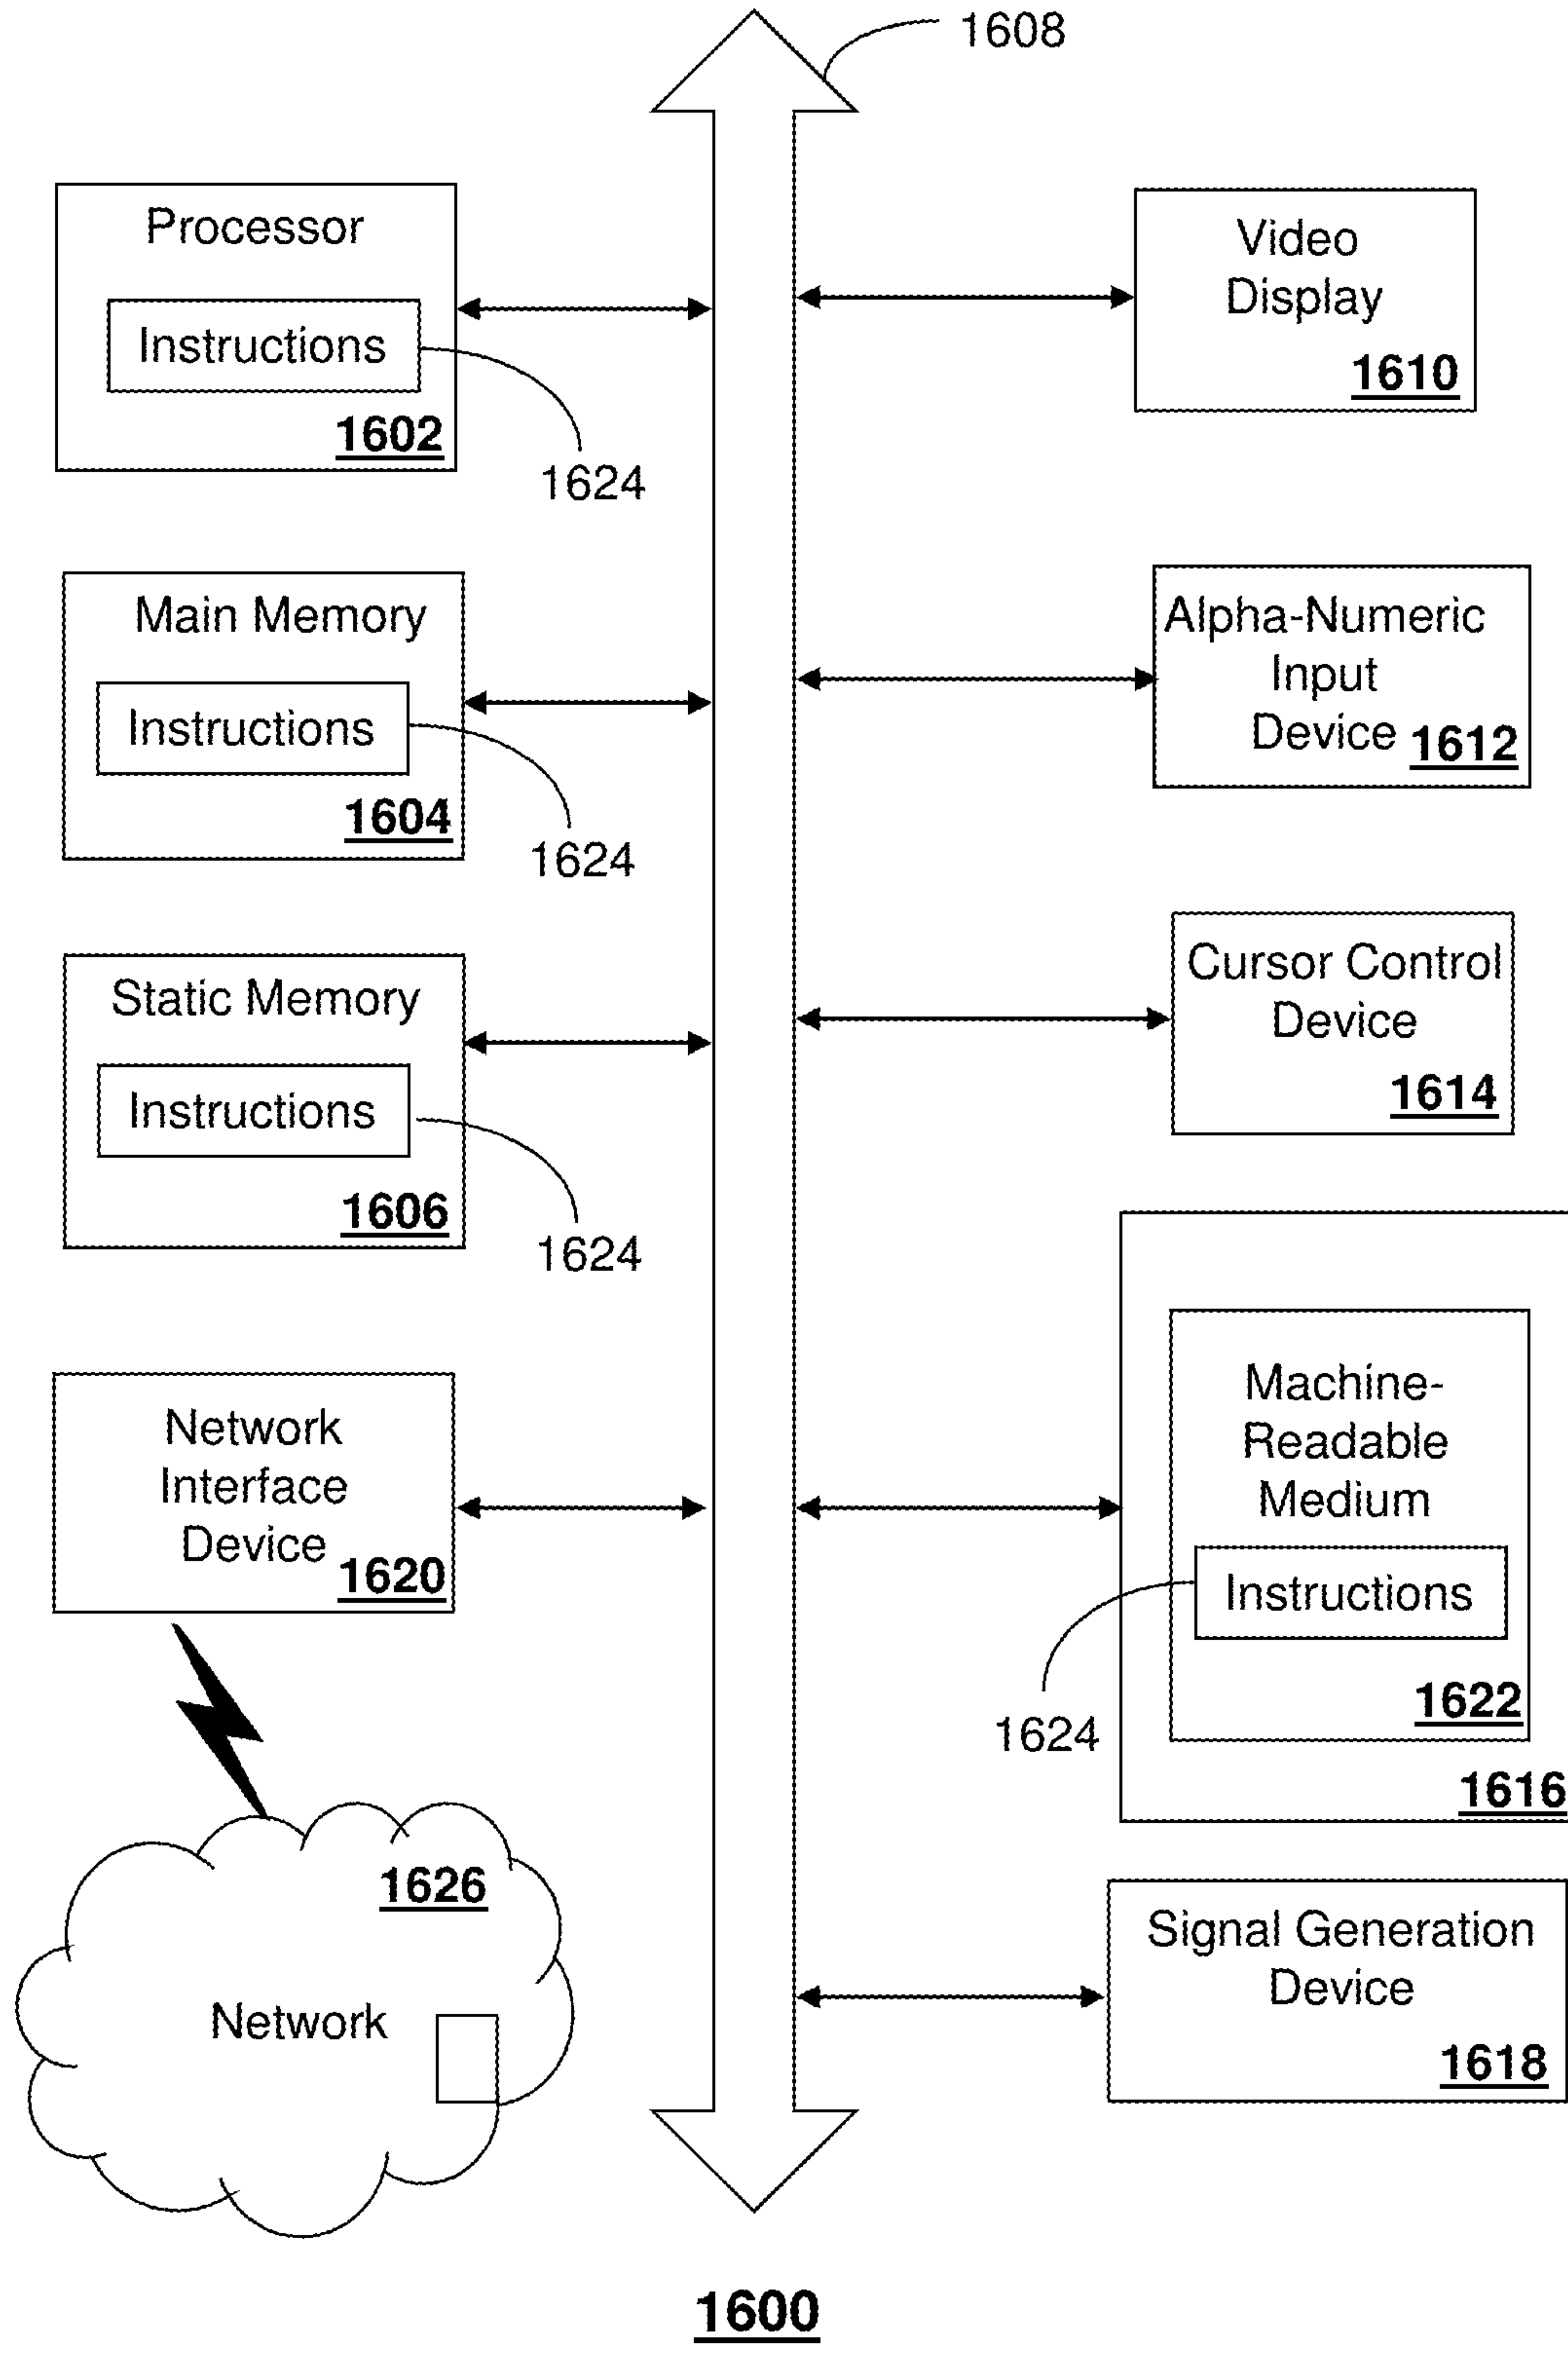 1608
Processor
Instructions
1602
1624
Main Memory
Instructions
1604
1624
Static Memory
Instructions
1606
1624
Network
Interface
Device
1620
1626
Network
Video
Display
1610
Alpha-Numeric
Input
Device 1612
Cursor Control
Device
1614
Machine-
Readable
Medium
Instructions
1622
1624
1616
Signal Generation
Device
1618
1600